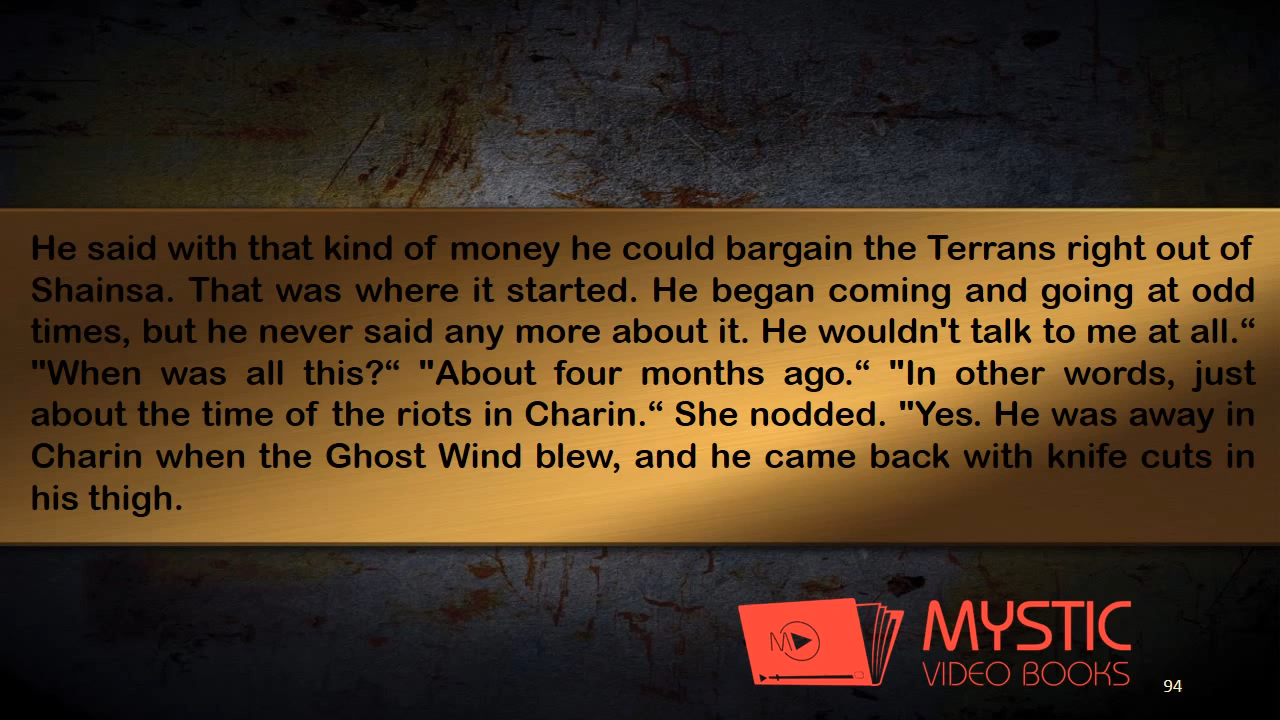 He said with that kind of money he could bargain the Terrans right out of
Shainsa. That was where it started. He began coming and going at odd
times, but he never said any more about it. He wouldn't talk to me at all.“
"When was all this?“ "About four months ago.“ "In other words, just
about the time of the riots in Charin.“ She nodded. "Yes. He was away in
Charin when the Ghost Wind blew, and he came back with knife cuts in
his thigh.
M
MYSTIC
VIDEO BOOKS
94